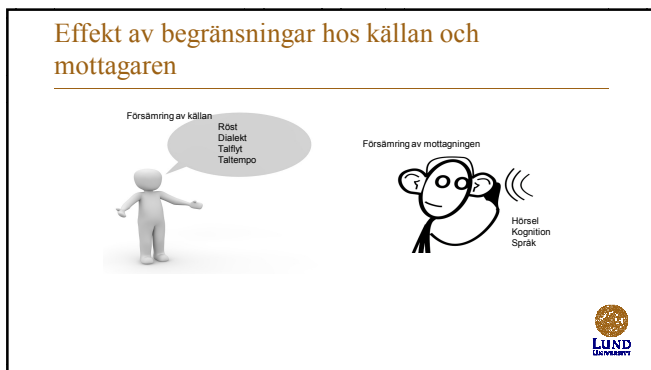 Effekt av begränsningar hos källan och
mottagaren
Försämring av källan
Röst
Dialekt
Talflyt
Taltempo
Försämring av mottagningen
Hörsel
Kognition
Språk
LUND
UNIVERSITY